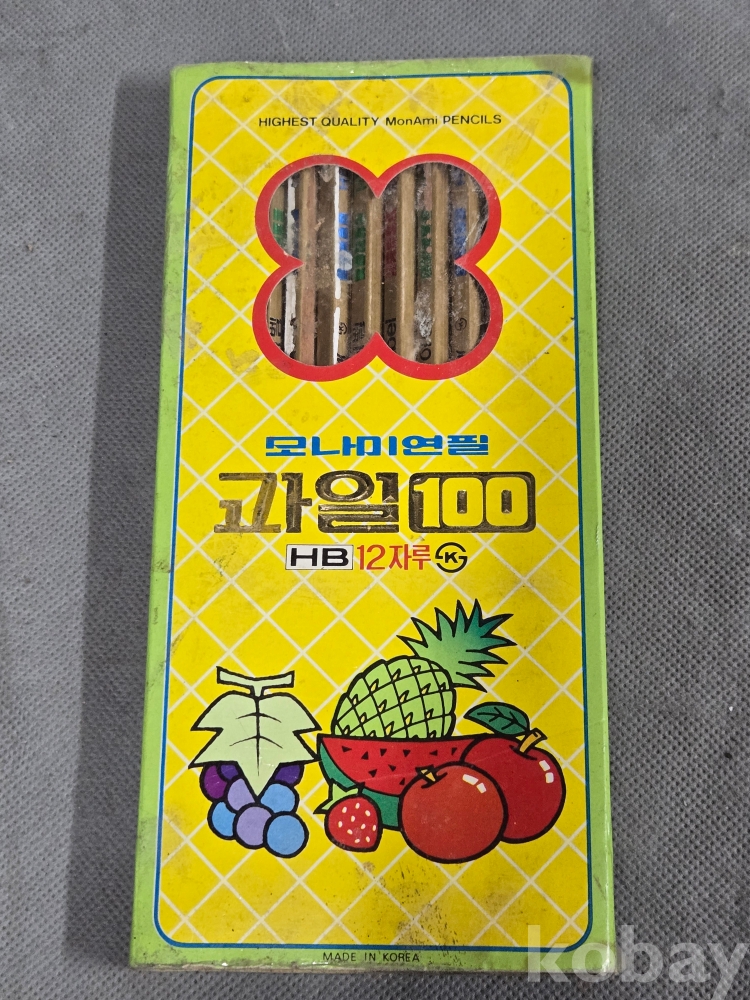 HIGHEST QUALITY MonAmi PENCILS
모나미연필
과일100
HB 12자루 K
MADE IN KOREA
kobay